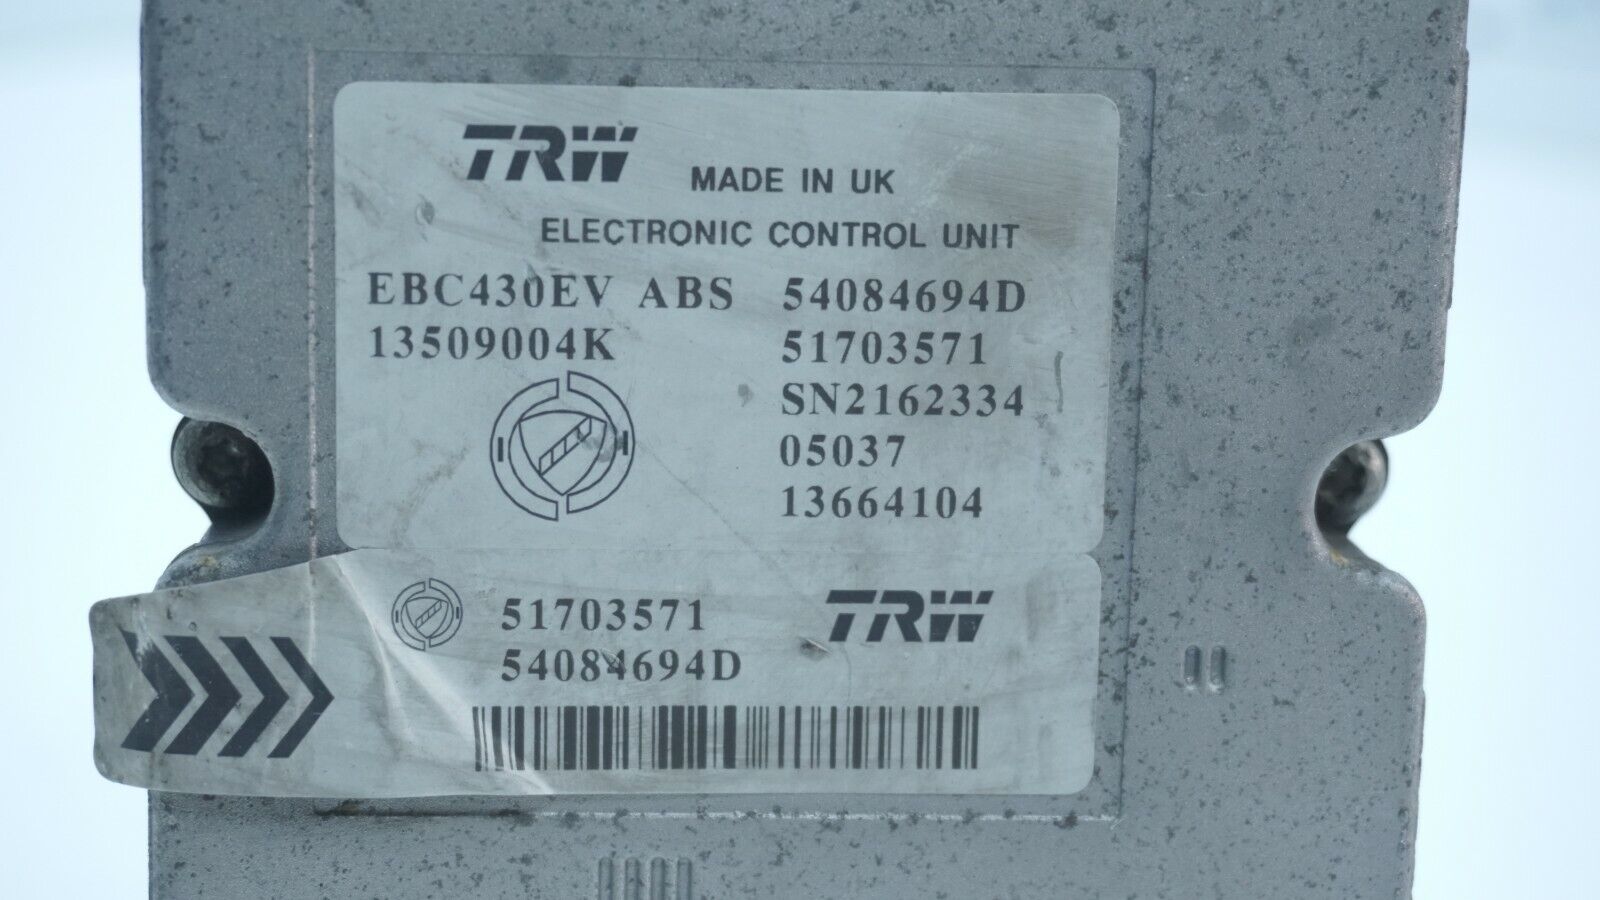 TRW MADE IN UK
ELECTRONIC CONTROL UNIT
EBC430EV ABS 54084694D
13509004K 51703571
SN2162334
05037
13664104
51703571 TRW
54084694D